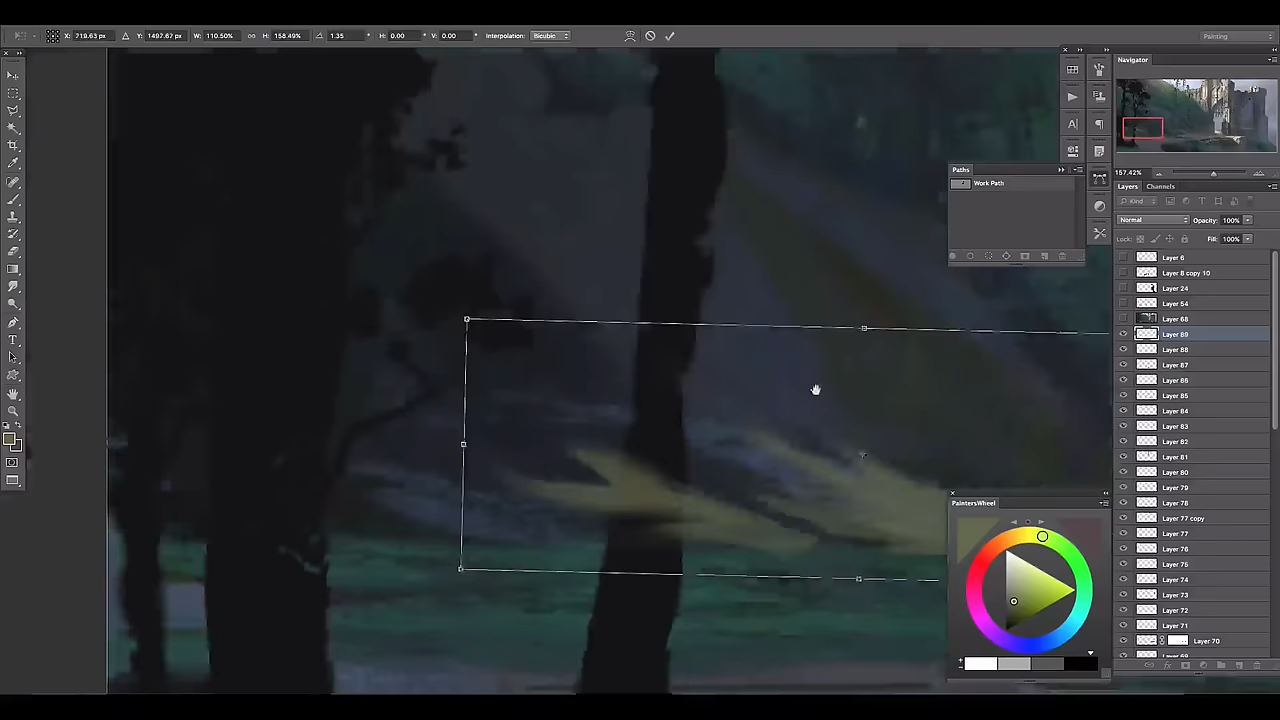 X: 719.63 px Y: 1497.67 px W: 110.50% H: 158.49% 1.35 ° H: 0.00 ° V: 0.00 ° Interpolation: Bicubic Painting
Navigator
157.42%
Paths
Work Path
Layers Channels
Kind
Normal Opacity: 100%
Lock: Fill: 100%
Layer 6
Layer 8 copy 10
Layer 24
Layer 54
Layer 68
Layer 89
Layer 88
Layer 87
Layer 86
Layer 85
Layer 84
Layer 83
Layer 82
Layer 81
Layer 80
Layer 79
Layer 78
Layer 77 copy
Layer 77
Layer 76
Layer 75
Layer 74
Layer 73
Layer 72
Layer 71
Layer 70
Layer 69
PaintersWheel